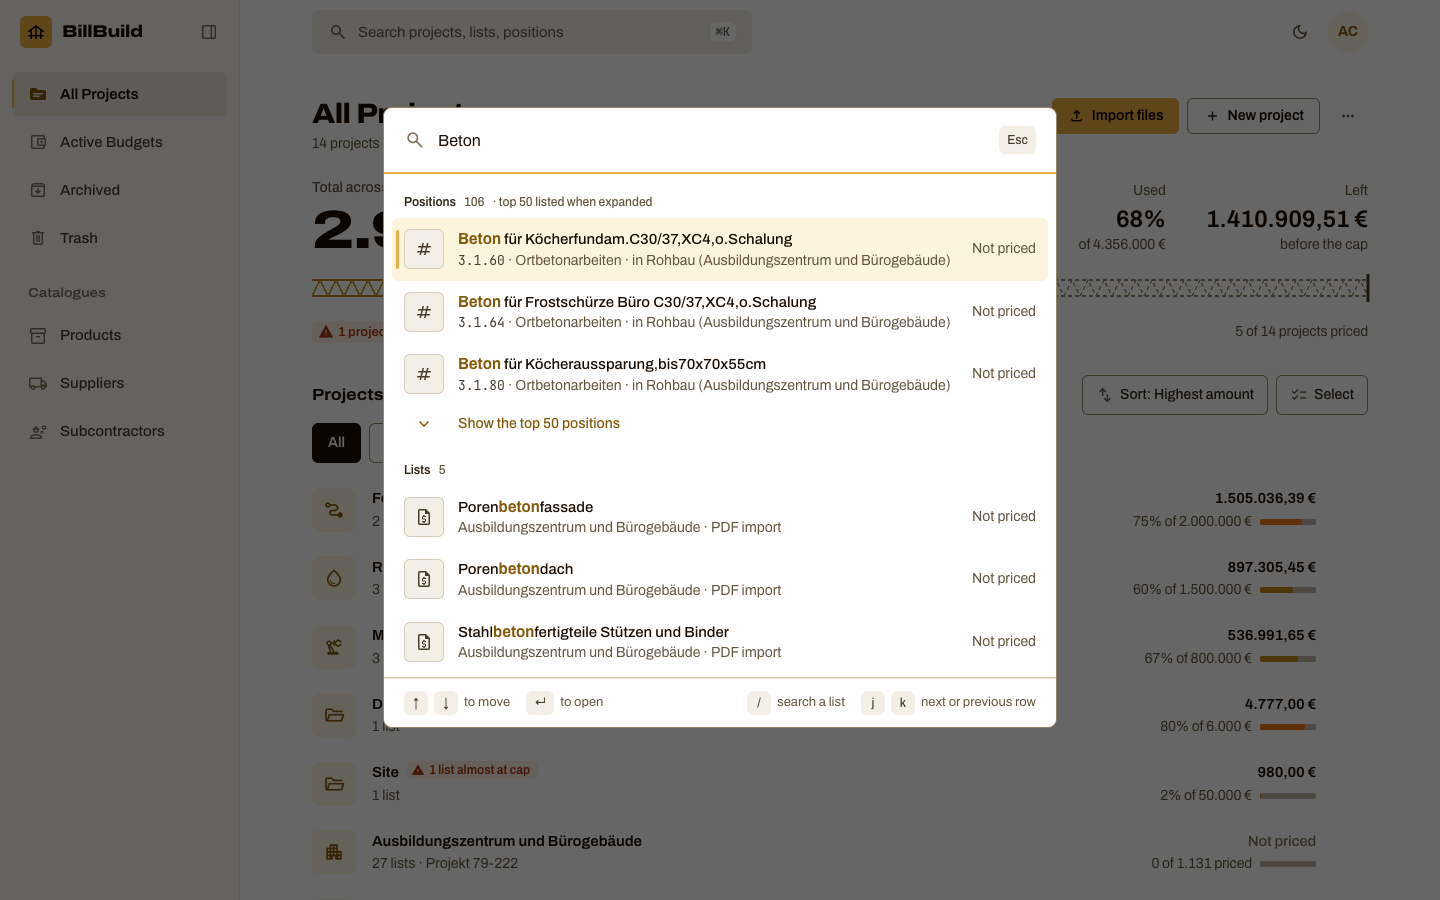 BillBuild
Search projects, lists, positions
⌘K
AC
All Projects
Active Budgets
Archived
Trash
Catalogues
Products
Suppliers
Subcontractors
All
14 projects
Import files
New project
Total across
2.
Used
68%
of 4.356.000 €
Left
1.410.909,51 €
before the cap
5 of 14 projects priced
Projects
Sort: Highest amount
Select
All
Beton
Esc
Positions 106 · top 50 listed when expanded
Beton für Köcherfundam.C30/37,XC4,o.Schalung
3.1.60 · Ortbetonarbeiten · in Rohbau (Ausbildungszentrum und Bürogebäude)
Not priced
Beton für Frostschürze Büro C30/37,XC4,o.Schalung
3.1.64 · Ortbetonarbeiten · in Rohbau (Ausbildungszentrum und Bürogebäude)
Not priced
Beton für Köcheraussparung,bis70x70x55cm
3.1.80 · Ortbetonarbeiten · in Rohbau (Ausbildungszentrum und Bürogebäude)
Not priced
Show the top 50 positions
Lists 5
Porenbetonfassade
Ausbildungszentrum und Bürogebäude · PDF import
Not priced
Porenbetondach
Ausbildungszentrum und Bürogebäude · PDF import
Not priced
Stahlbetonfertigteile Stützen und Binder
Ausbildungszentrum und Bürogebäude · PDF import
Not priced
↑ ↓ to move ↵ to open / search a list j k next or previous row
1.505.036,39 €
75% of 2.000.000 €
897.305,45 €
60% of 1.500.000 €
536.991,65 €
67% of 800.000 €
4.777,00 €
1 list
80% of 6.000 €
Site 1 list almost at cap
980,00 €
1 list
2% of 50.000 €
Ausbildungszentrum und Bürogebäude
Not priced
27 lists · Projekt 79-222
0 of 1.131 priced